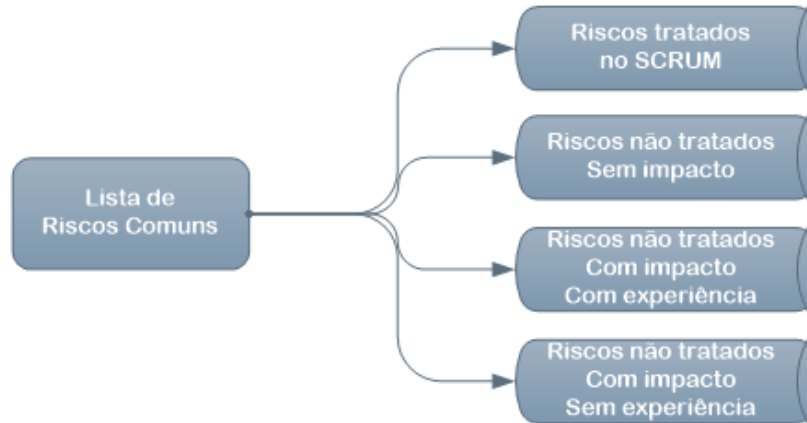 Lista de
Riscos Comuns
Riscos tratados
no SCRUM
Riscos não tratados
Sem impacto
Riscos não tratados
Com impacto
Com experiência
Riscos não tratados
Com impacto
Sem experiência